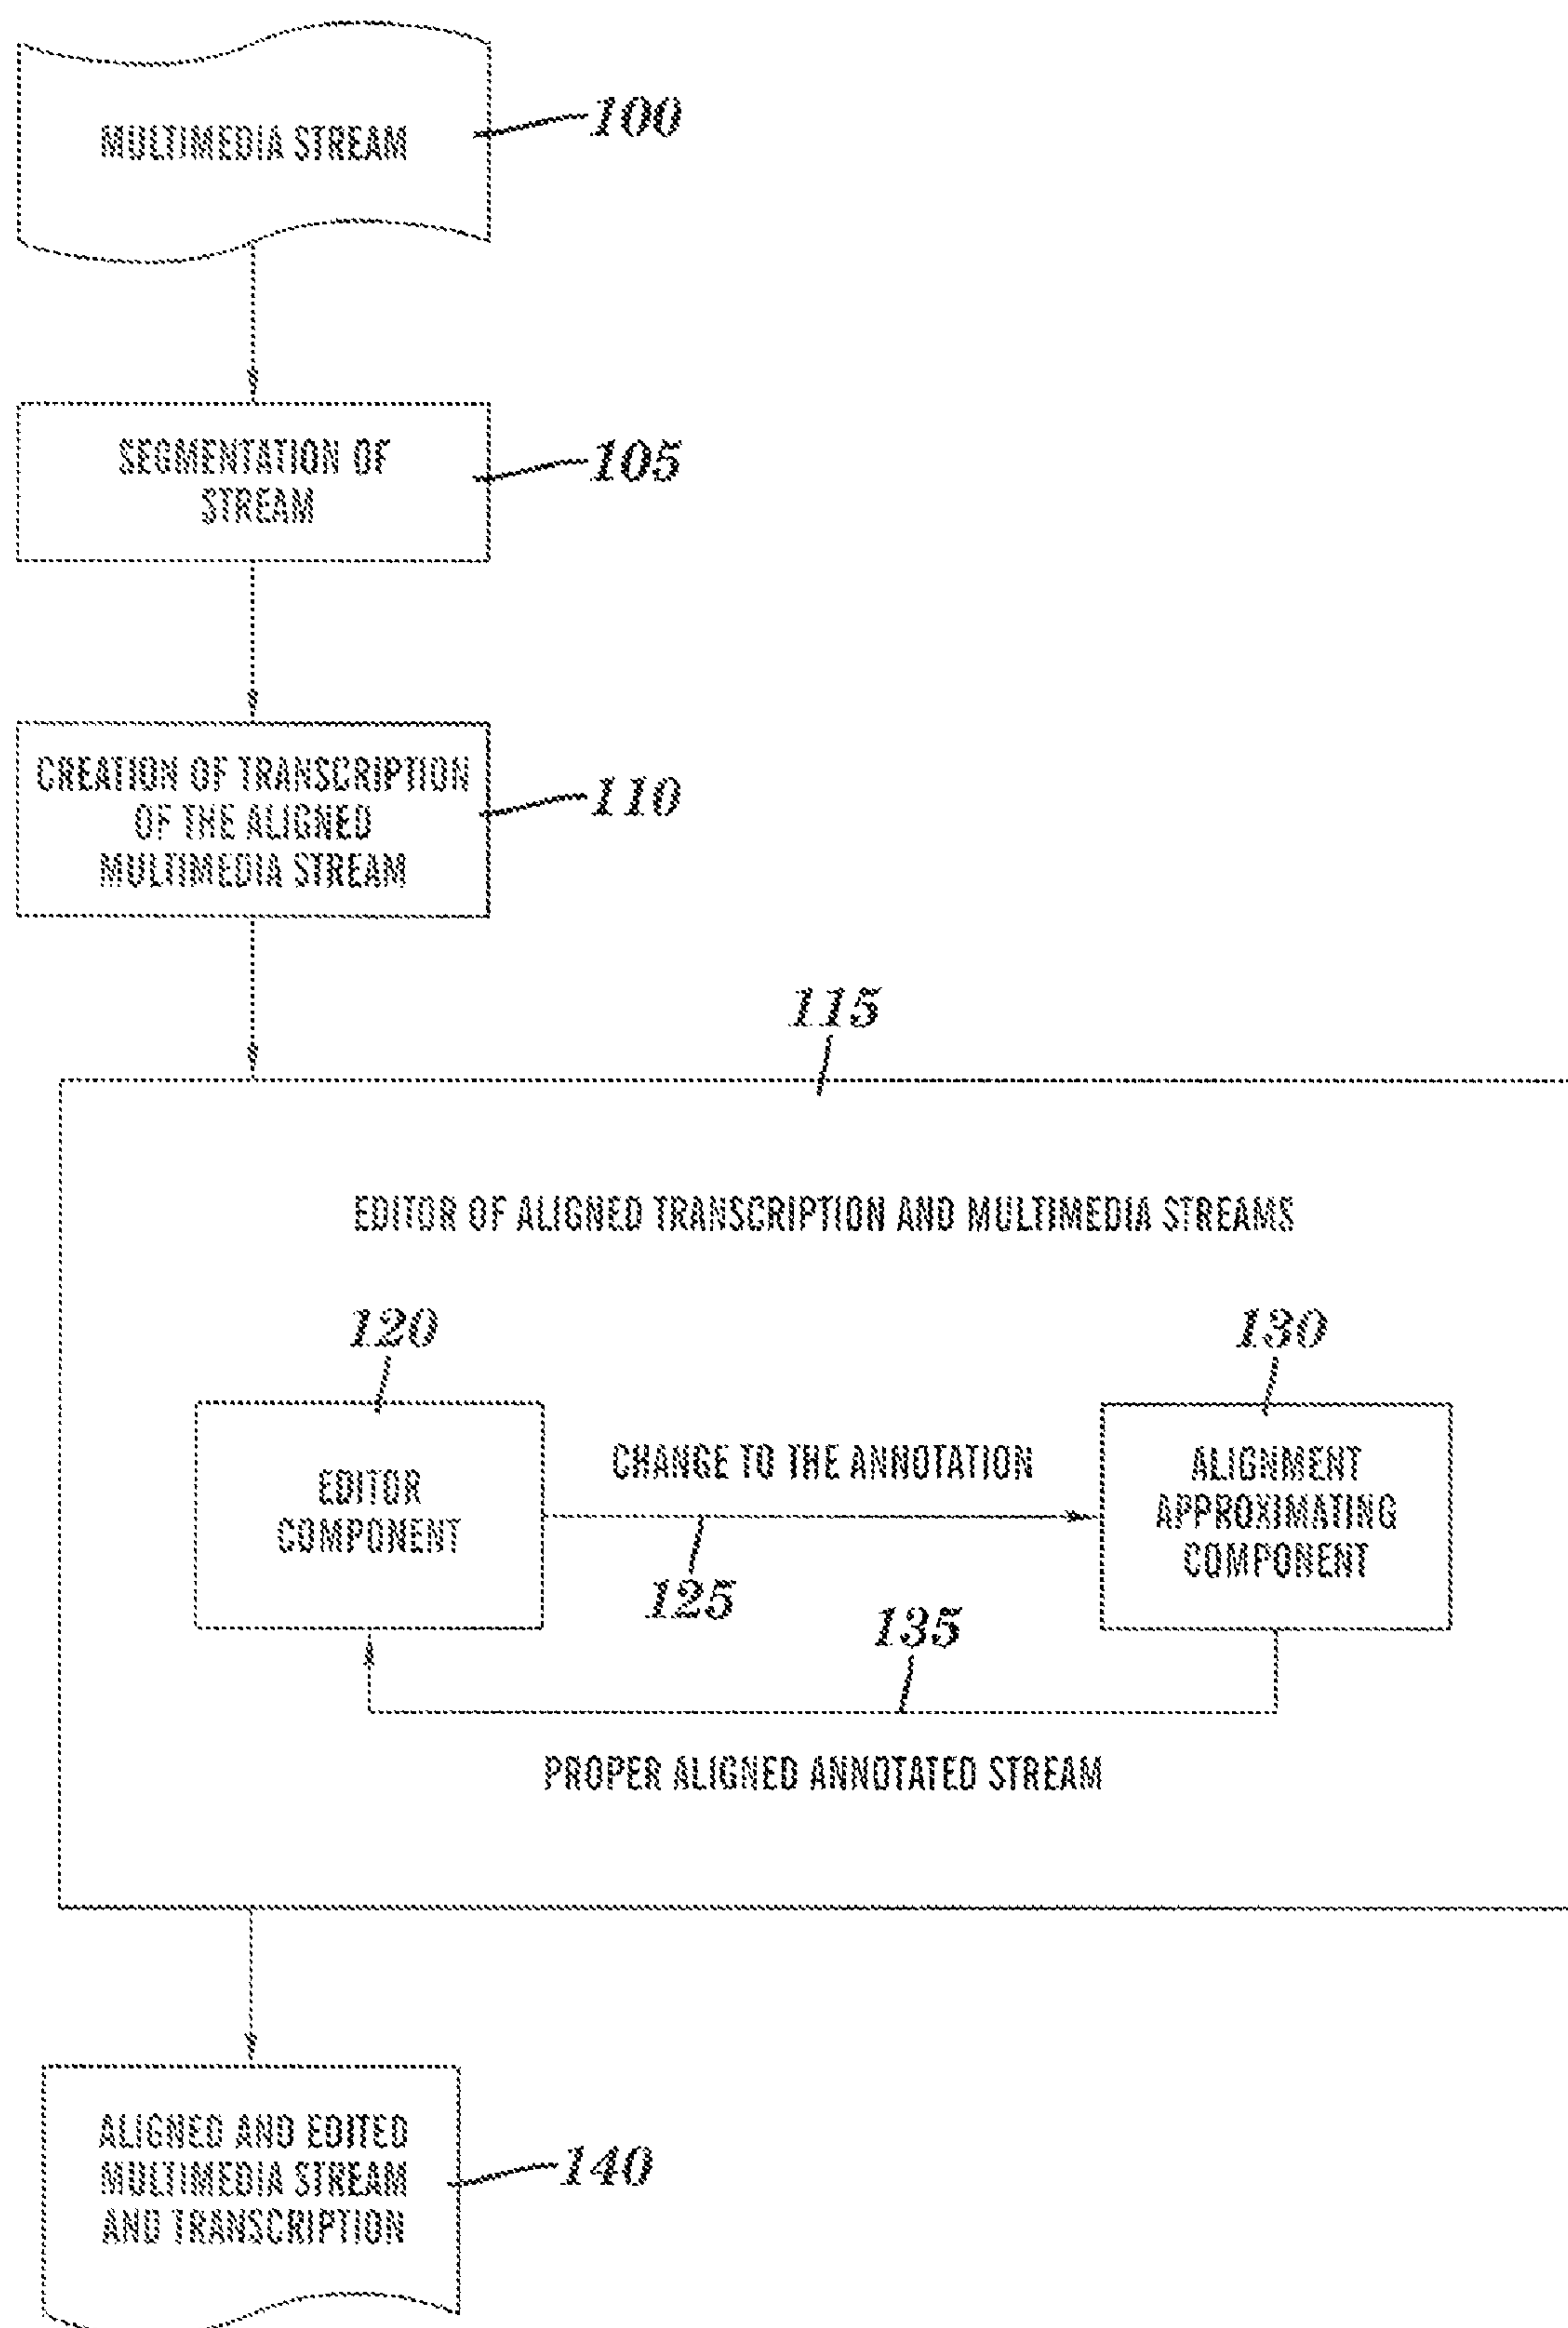 MULTIMEDIA STREAM
100
SEGMENTATION OF
STREAM
105
CREATION OF TRANSCRIPTION
OF THE ALIGNED
MULTIMEDIA STREAM
110
115
EDITOR OF ALIGNED TRANSCRIPTION AND MULTIMEDIA STREAMS
120
130
EDITOR
COMPONENT
CHANGE TO THE ANNOTATION
125
ALIGNMENT
APPROXIMATING
COMPONENT
135
PROPER ALIGNED ANNOTATED STREAM
ALIGNED AND EDITED
MULTIMEDIA STREAM
AND TRANSCRIPTION
140